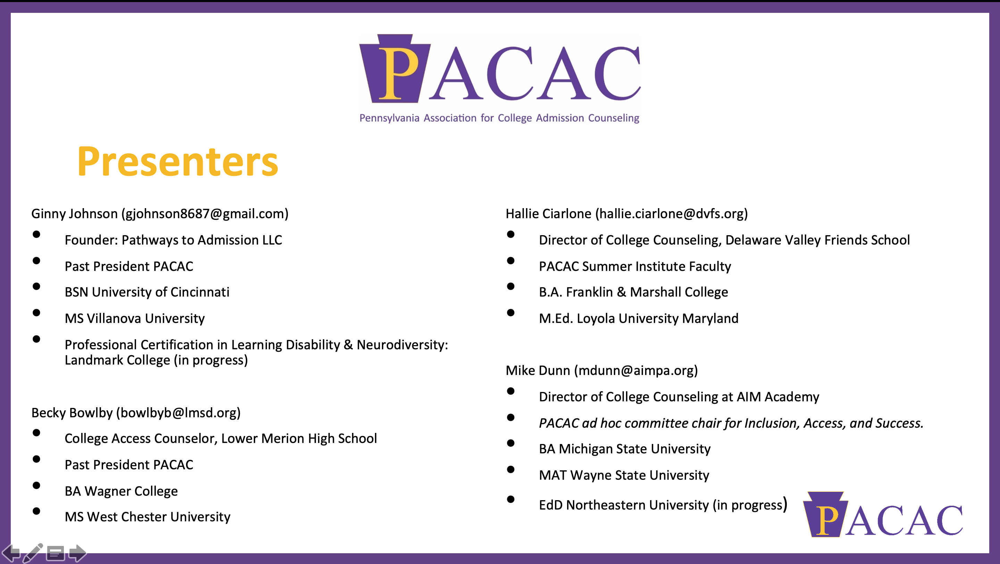 PACAC
Pennsylvania Association for College Admission Counseling
Presenters
Ginny Johnson (gjohnson8687@gmail.com)
• Founder: Pathways to Admission LLC
• Past President PACAC
• BSN University of Cincinnati
• MS Villanova University
• Professional Certification in Learning Disability & Neurodiversity:
Landmark College (in progress)
Becky Bowlby (bowlbyb@lmsd.org)
• College Access Counselor, Lower Merion High School
• Past President PACAC
• BA Wagner College
• MS West Chester University
Hallie Ciarlone (hallie.ciarlone@dvfs.org)
• Director of College Counseling, Delaware Valley Friends School
• PACAC Summer Institute Faculty
• B.A. Franklin & Marshall College
• M.Ed. Loyola University Maryland
Mike Dunn (mdunn@aimpa.org)
• Director of College Counseling at AIM Academy
• PACAC ad hoc committee chair for Inclusion, Access, and Success.
• BA Michigan State University
• MAT Wayne State University
• EdD Northeastern University (in progress)
PACAC